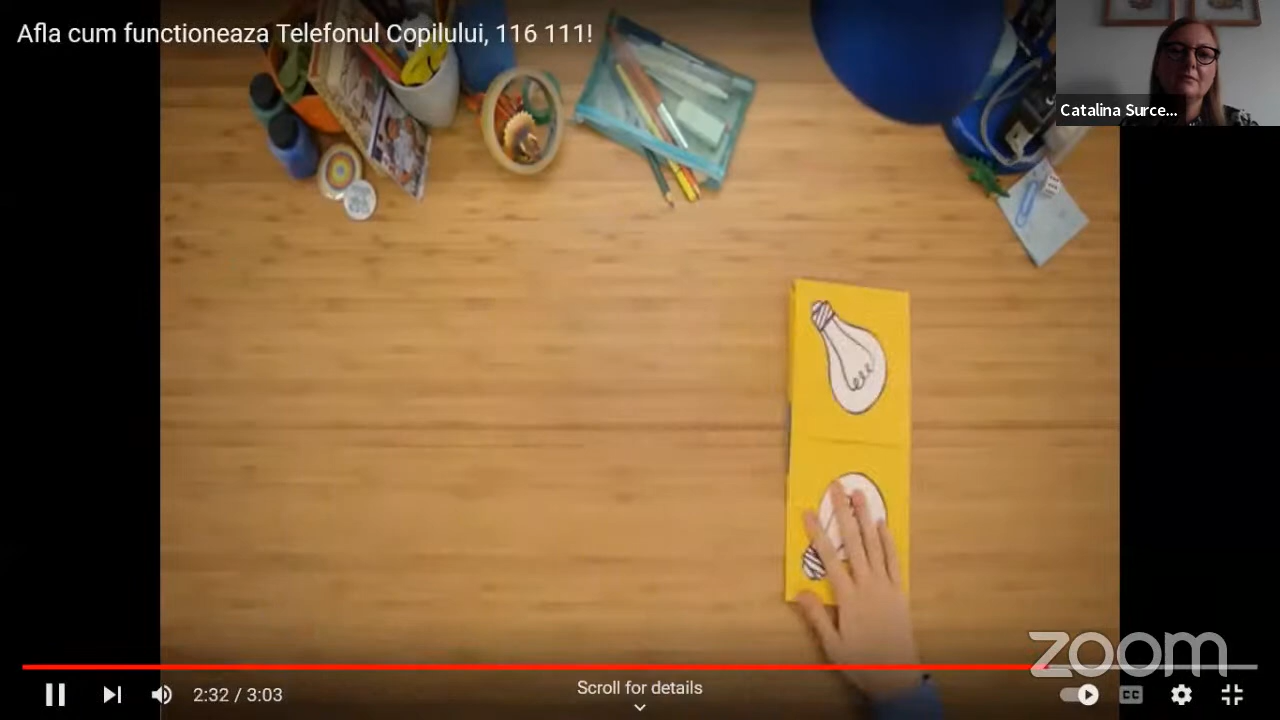 Afla cum functioneaza Telefonul Copilului, 116 111!
Catalina Surce...
zoom
2:32 / 3:03
Scroll for details
CC